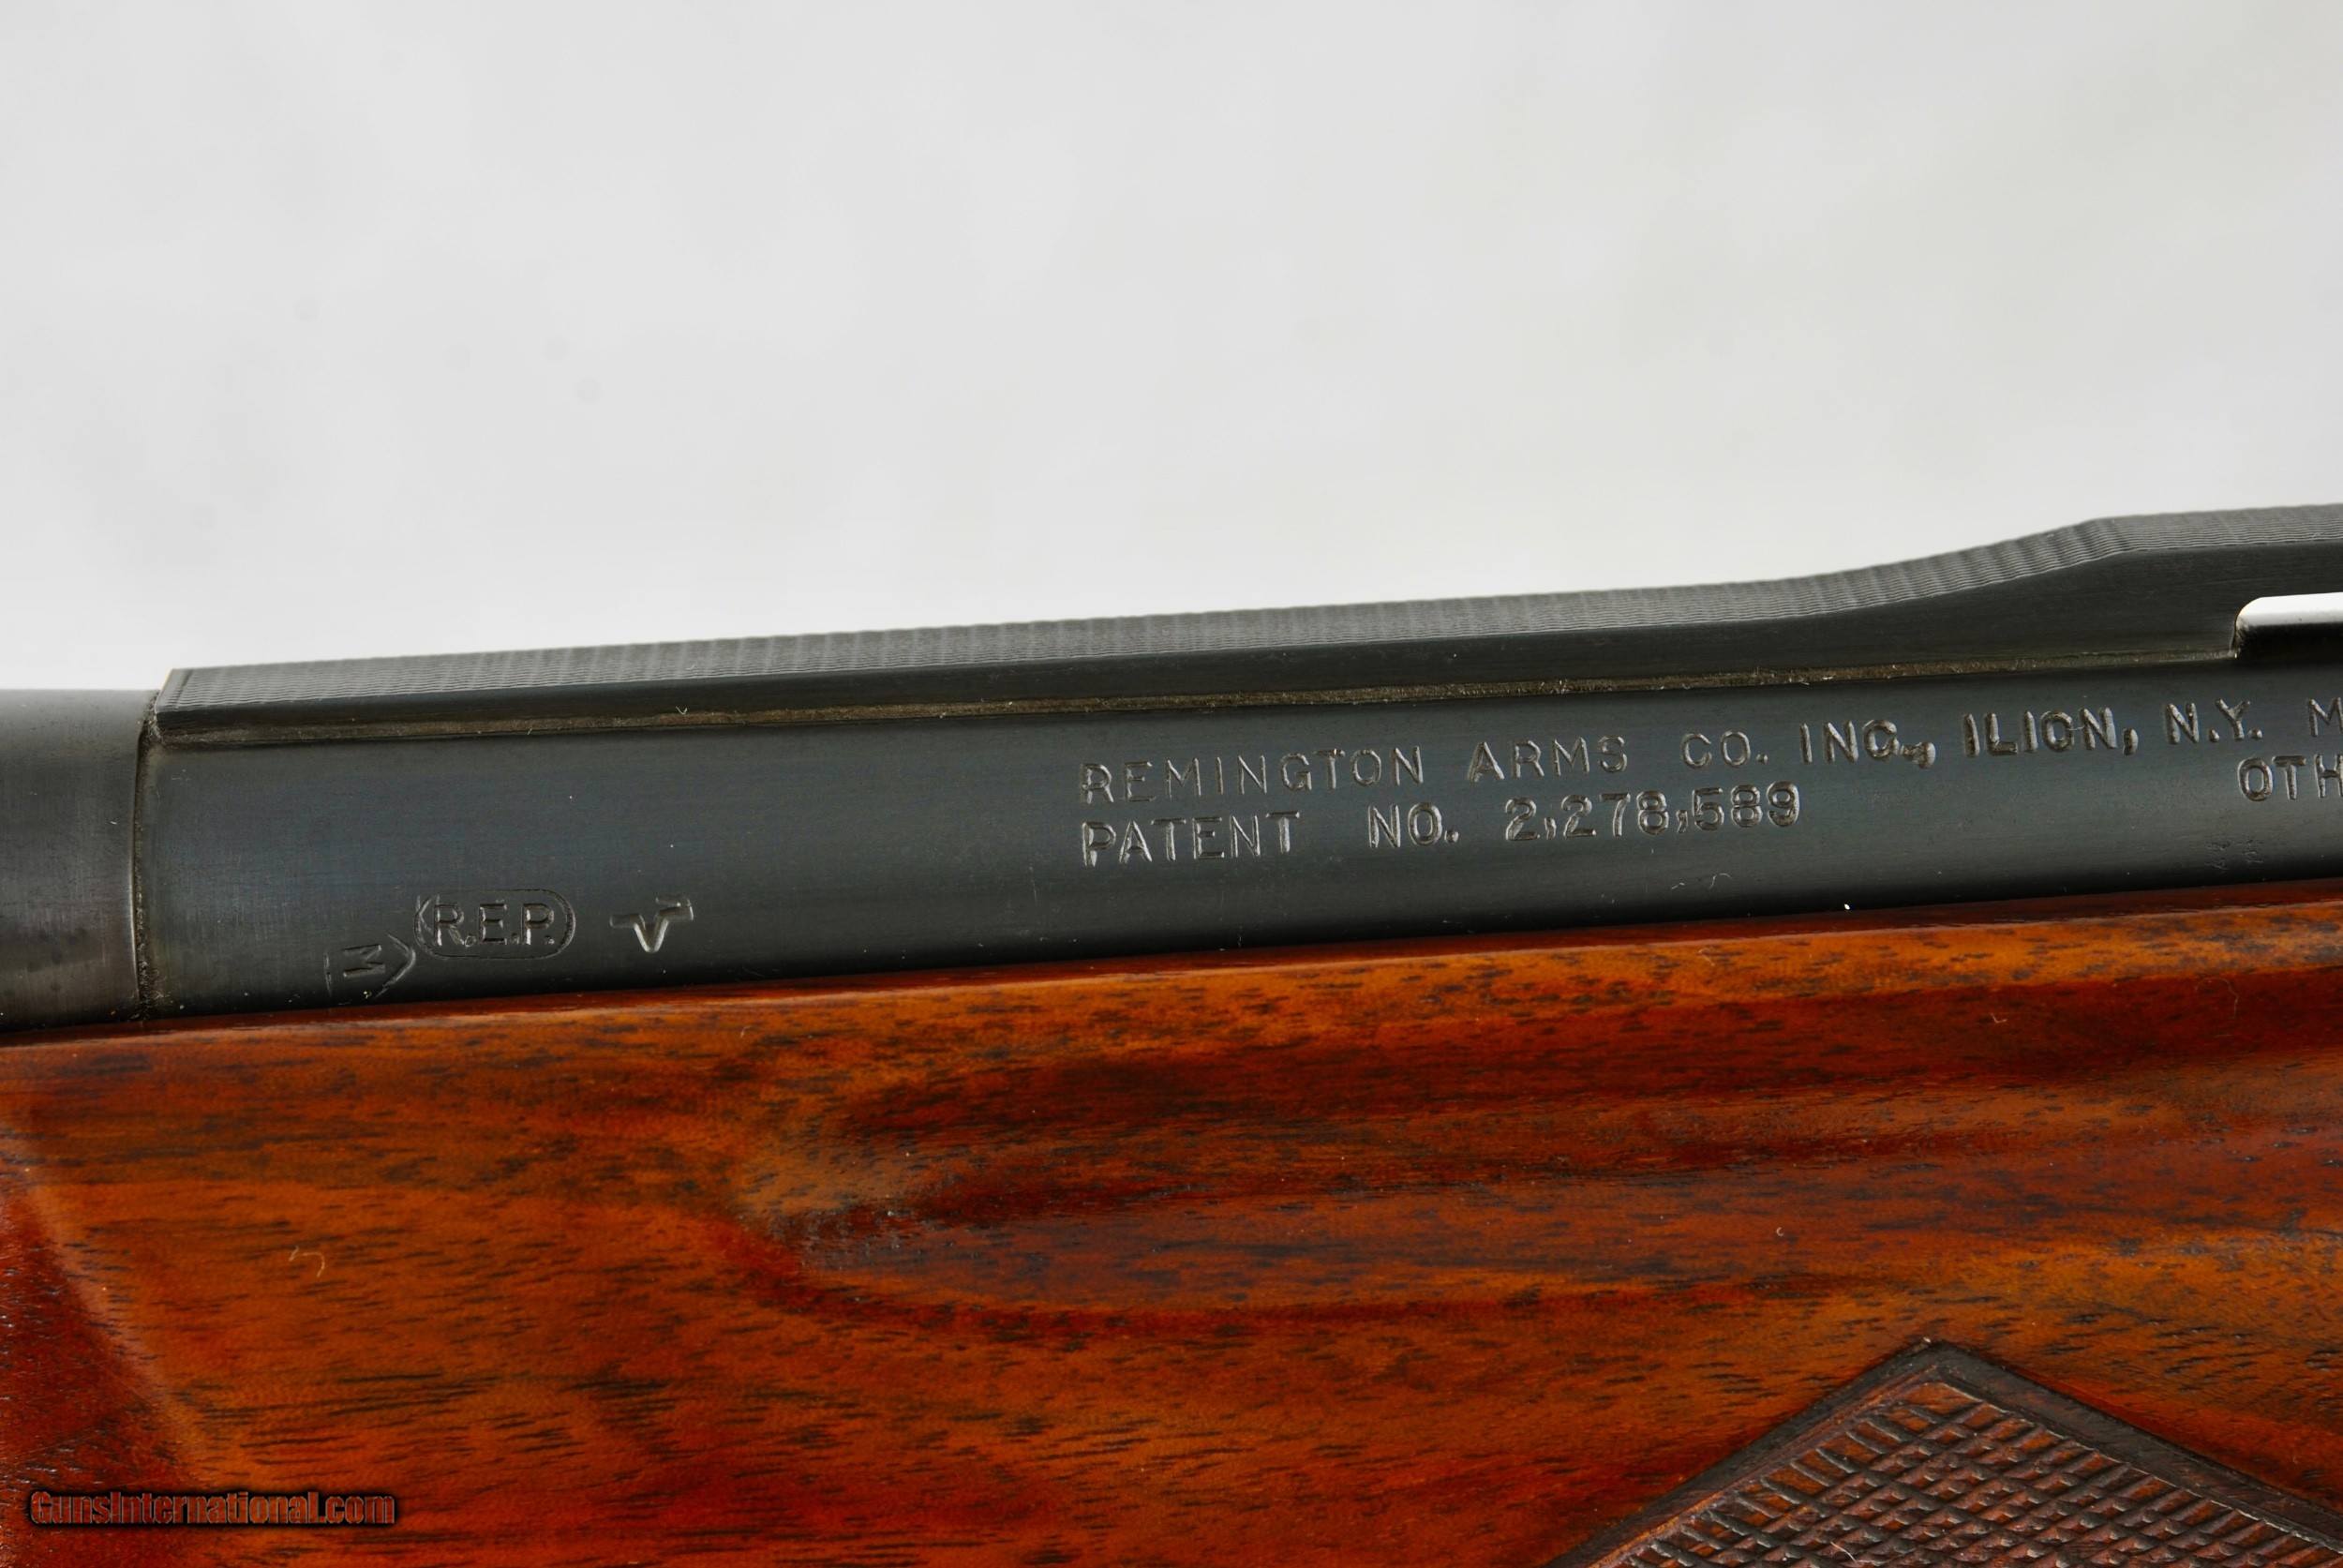 REMINGTON ARMS CO. INC., ILION, N.Y. M
PATENT NO. 2,278,589
OTH
M
R.E.P.
GunsInternational.com